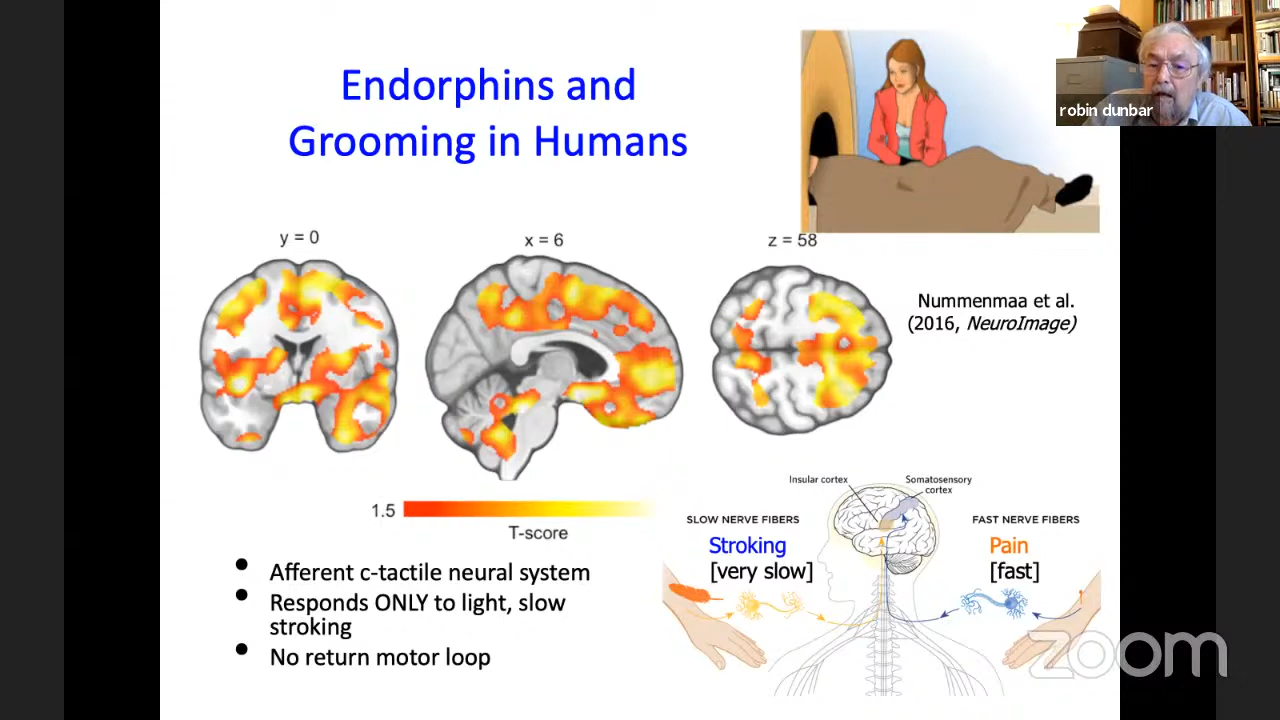 Endorphins and
Grooming in Humans
robin dunbar
y = 0
x = 6
z = 58
Nummenmaa et al.
(2016, NeuroImage)
1.5
T-score
Insular cortex
Somatosensory
cortex
SLOW NERVE FIBERS
FAST NERVE FIBERS
Stroking
[very slow]
Pain
[fast]
• Afferent c-tactile neural system
• Responds ONLY to light, slow
stroking
• No return motor loop
zoom